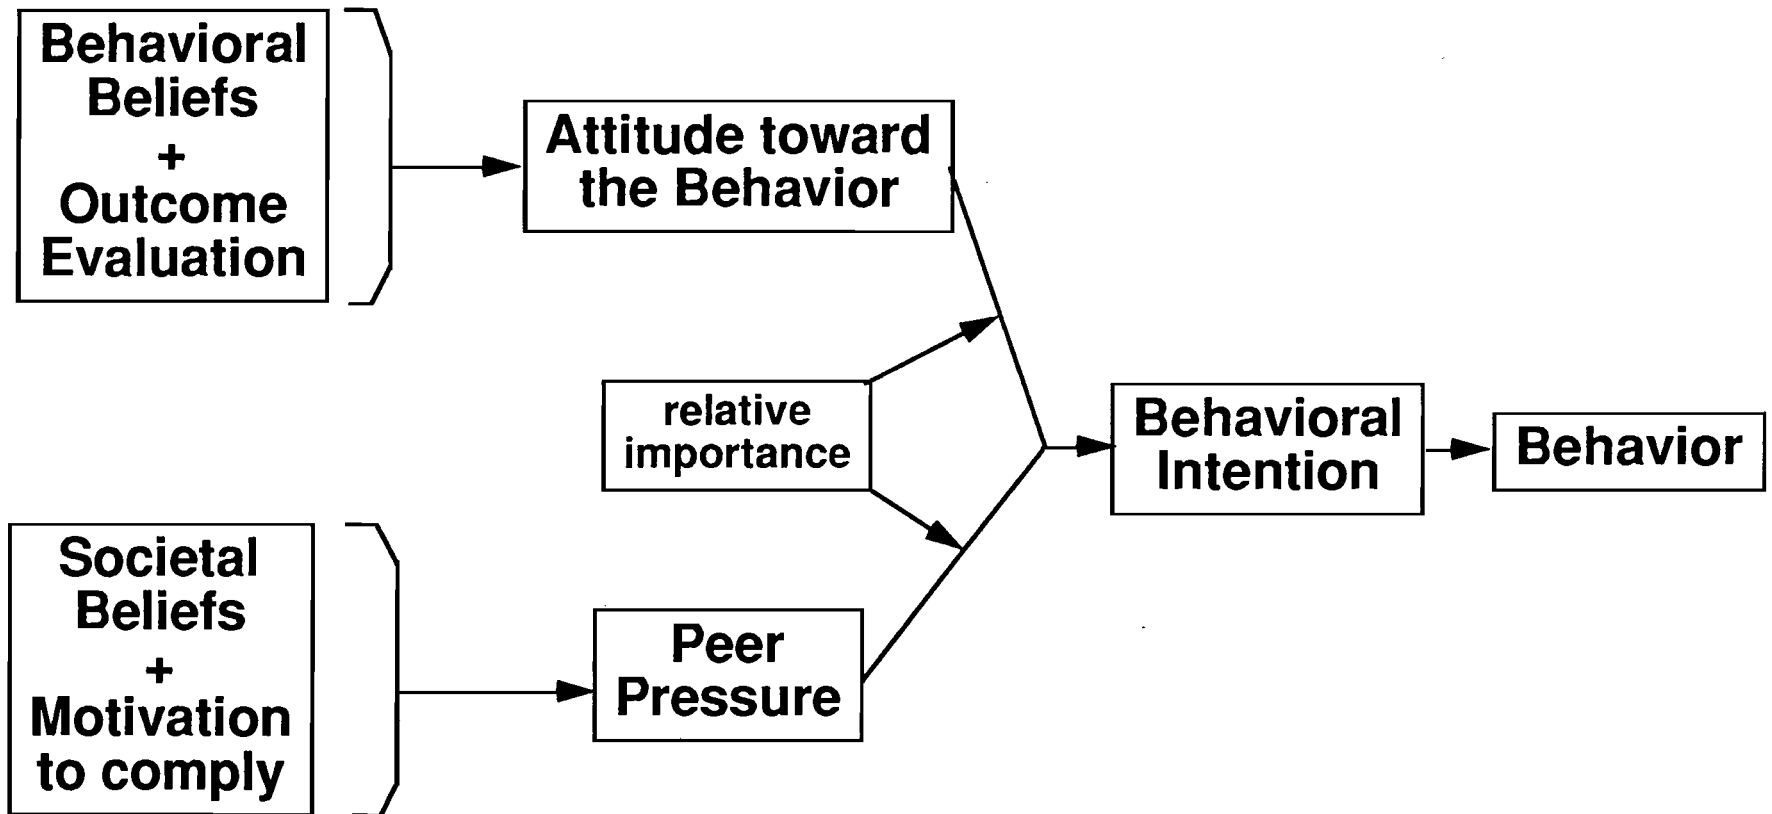 Behavioral
Beliefs
+
Outcome
Evaluation
Attitude toward
the Behavior
relative
importance
Behavioral
Intention
Behavior
Societal
Beliefs
+
Motivation
to comply
Peer
Pressure